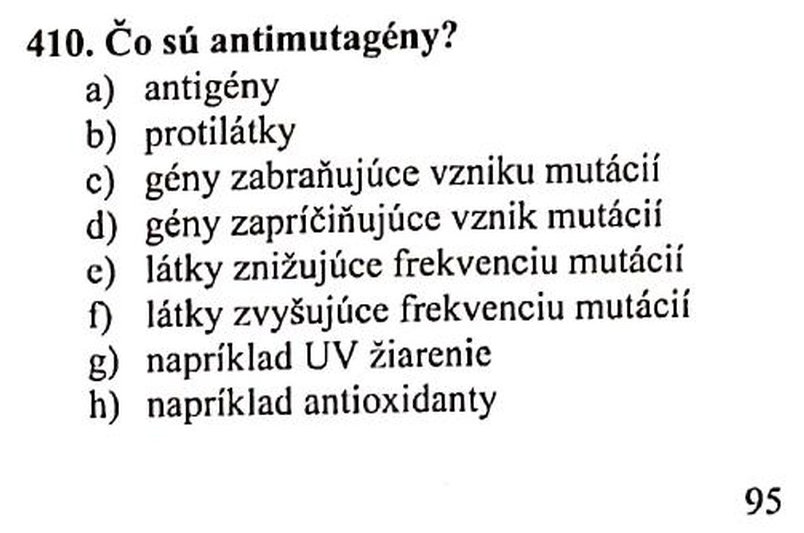 410. Čo sú antimutagény?
a) antigény
b) protilátky
c) gény zabraňujúce vzniku mutácií
d) gény zapríčiňujúce vznik mutácií
e) látky znižujúce frekvenciu mutácií
f) látky zvyšujúce frekvenciu mutácií
g) napríklad UV žiarenie
h) napríklad antioxidanty
95